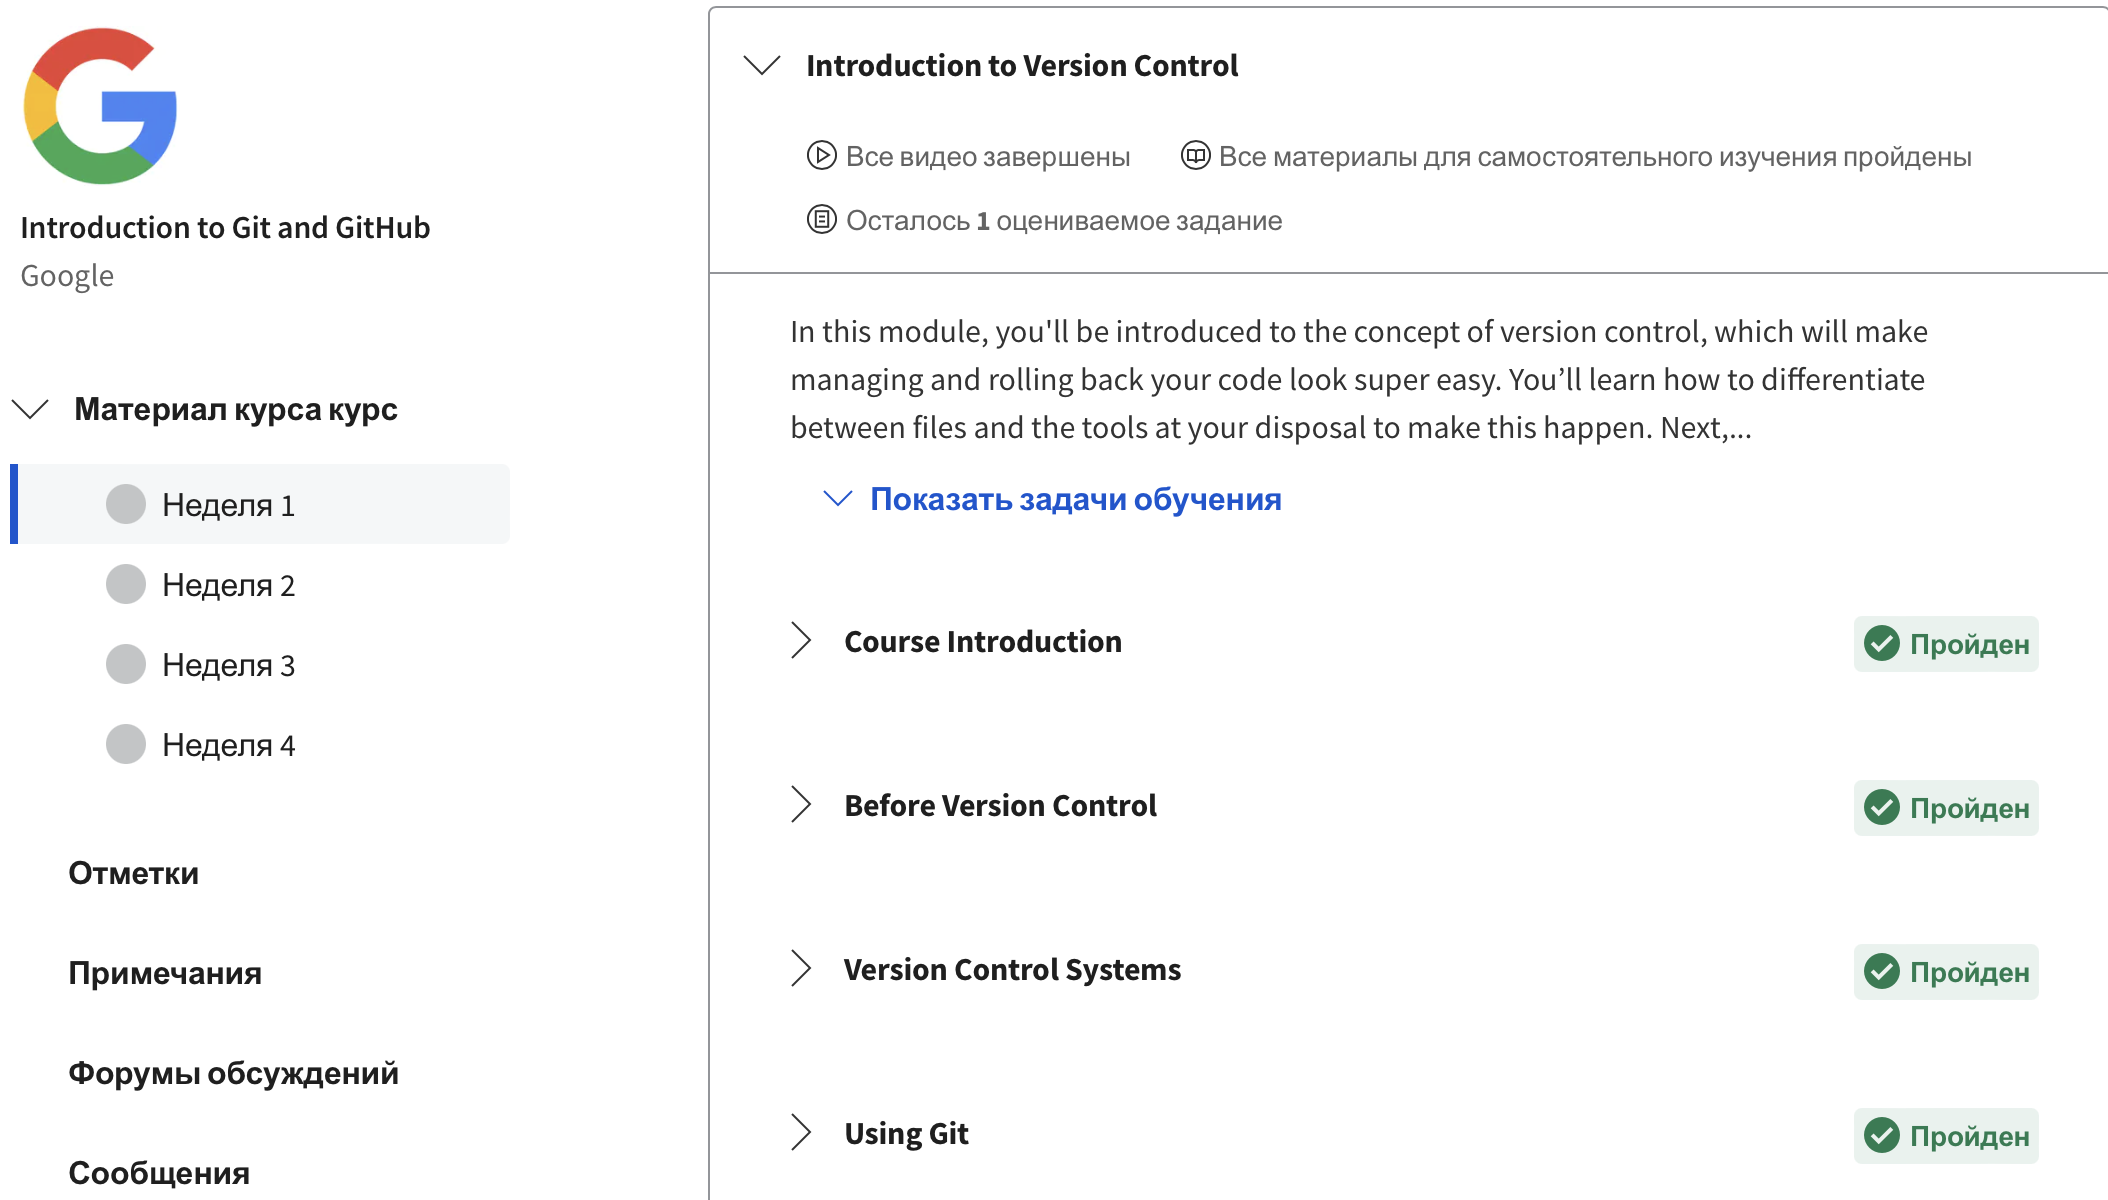 Introduction to Git and GitHub
Google
Материал курса курс
Неделя 1
Неделя 2
Неделя 3
Неделя 4
Отметки
Примечания
Форумы обсуждений
Сообщения
Introduction to Version Control
Все видео завершены
Все материалы для самостоятельного изучения пройдены
Осталось 1 оцениваемое задание
In this module, you'll be introduced to the concept of version control, which will make
managing and rolling back your code look super easy. You’ll learn how to differentiate
between files and the tools at your disposal to make this happen. Next,...
Показать задачи обучения
Course Introduction
Пройден
Before Version Control
Пройден
Version Control Systems
Пройден
Using Git
Пройден